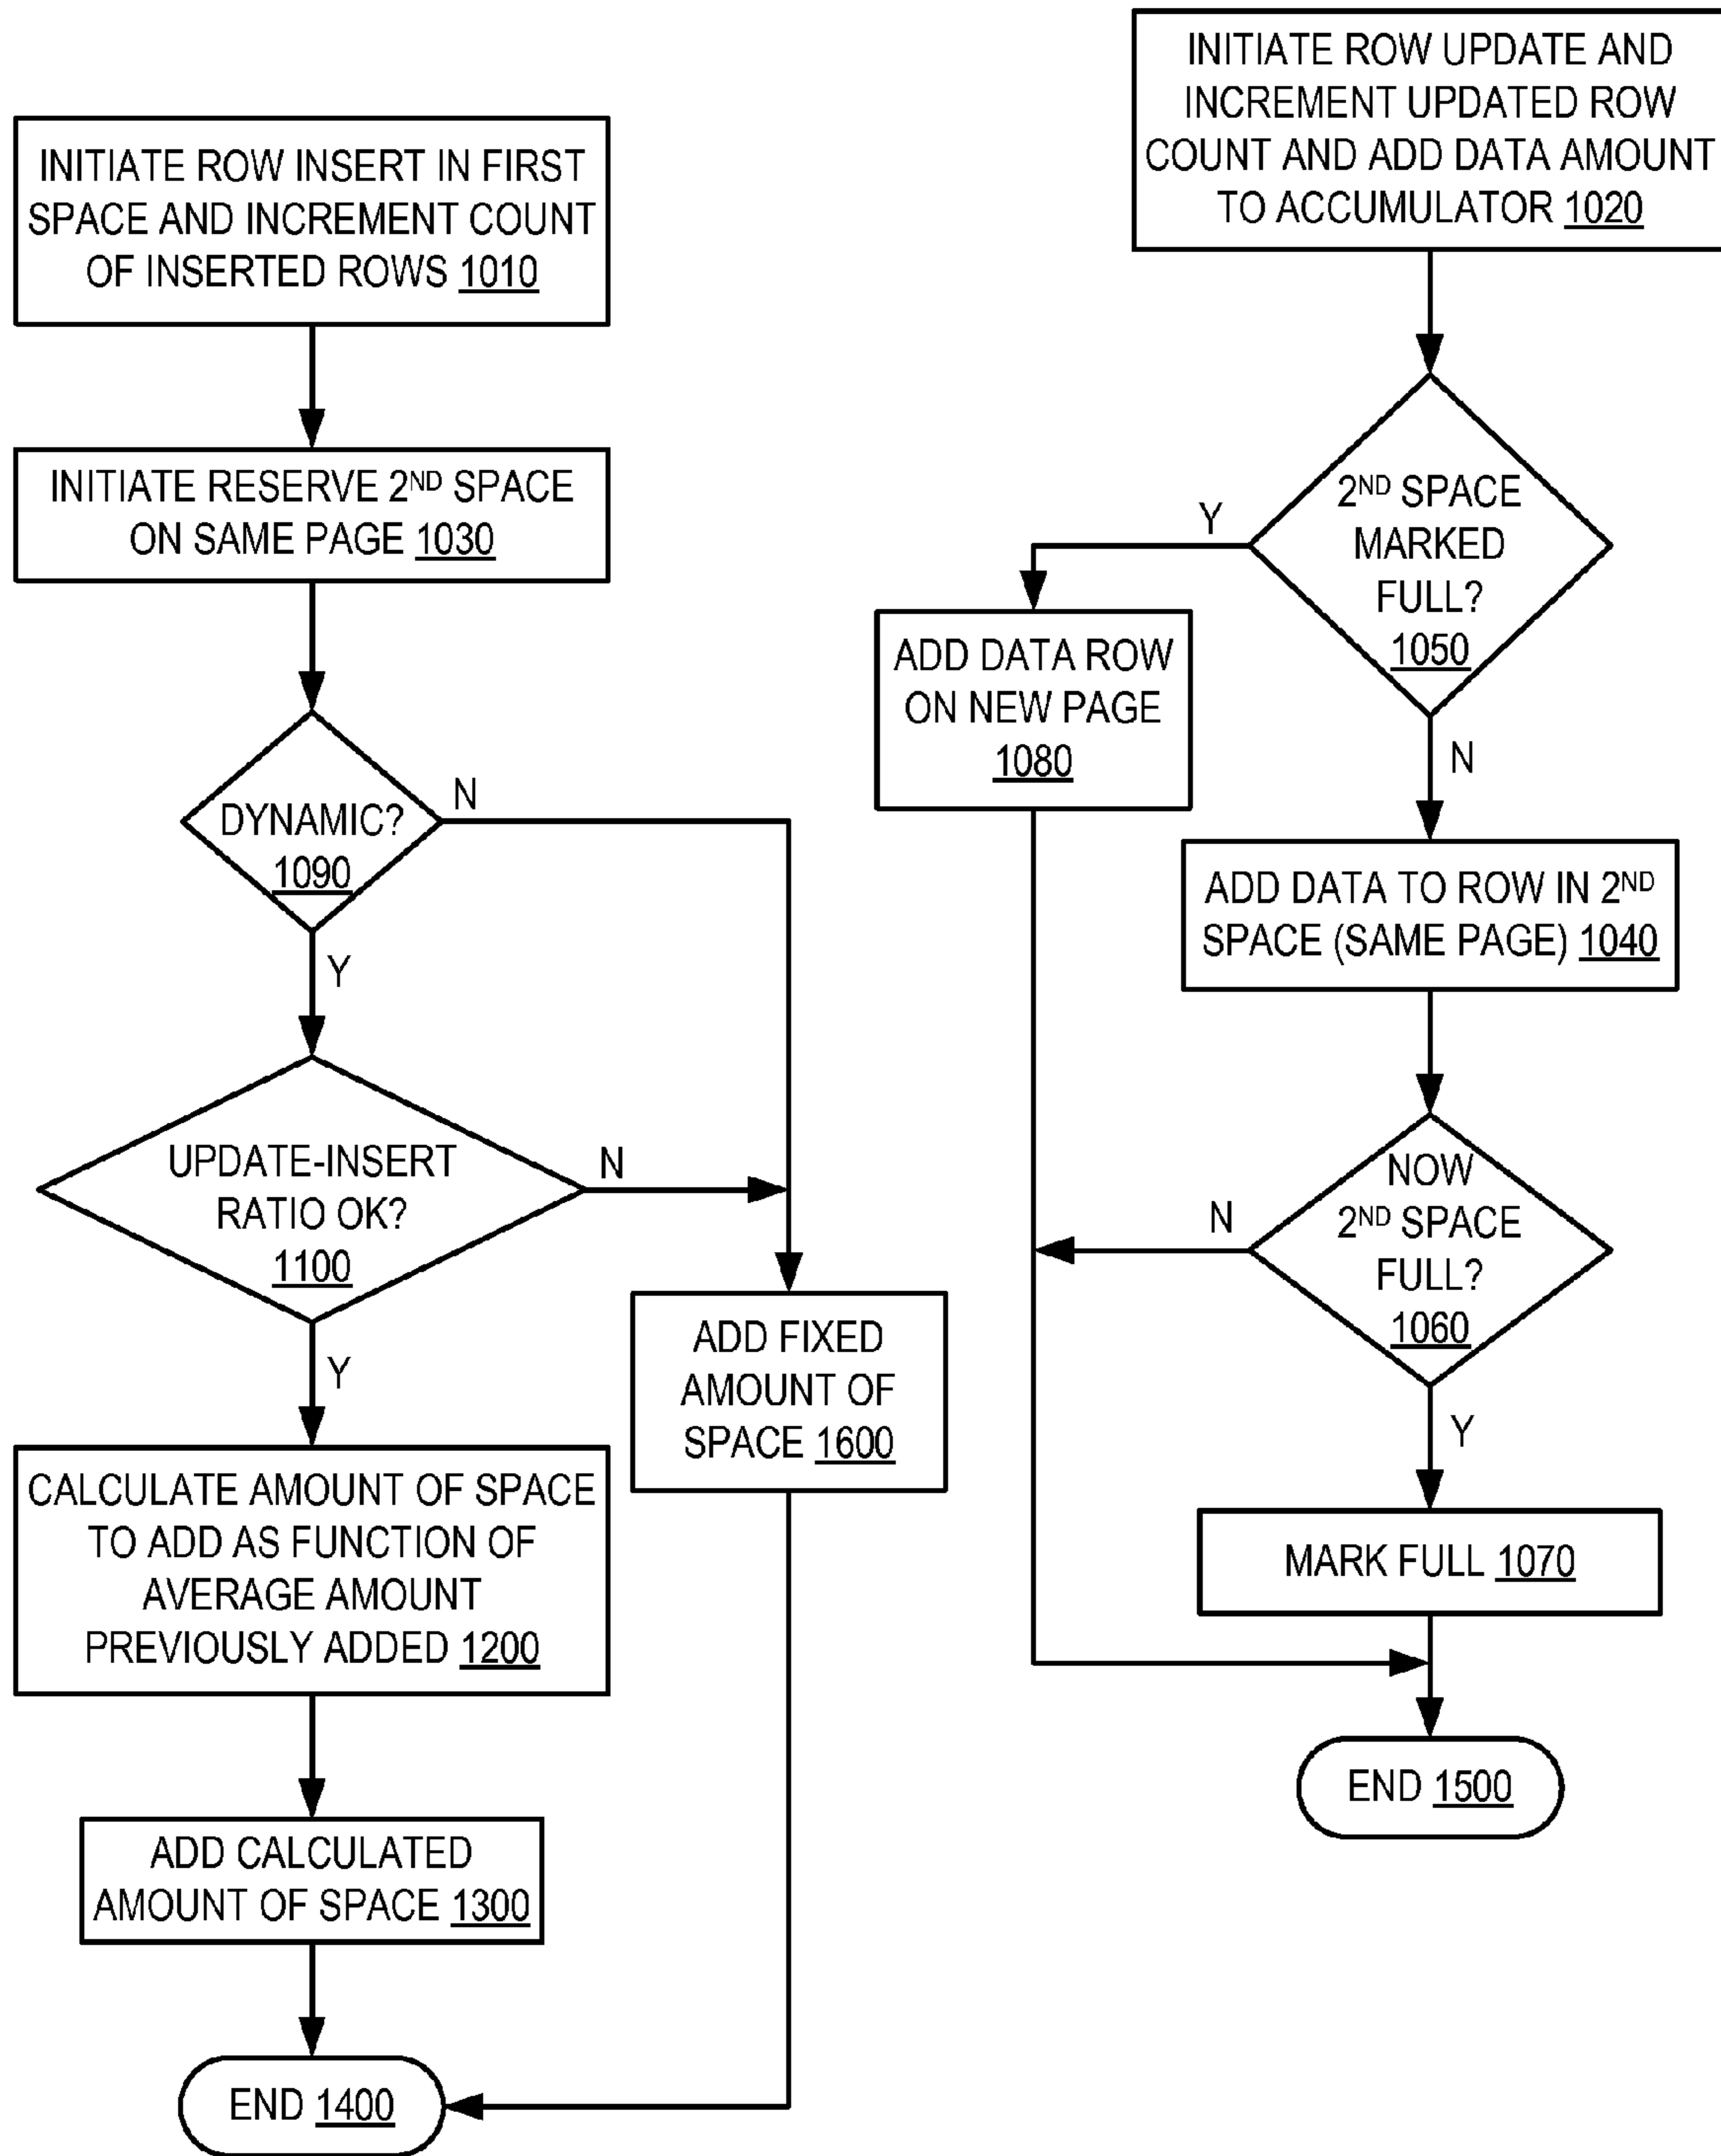 INITIATE ROW INSERT IN FIRST
SPACE AND INCREMENT COUNT
OF INSERTED ROWS 1010
INITIATE RESERVE 2ND SPACE
ON SAME PAGE 1030
DYNAMIC?
1090
N
Y
UPDATE-INSERT
RATIO OK?
1100
N
Y
CALCULATE AMOUNT OF SPACE
TO ADD AS FUNCTION OF
AVERAGE AMOUNT
PREVIOUSLY ADDED 1200
ADD FIXED
AMOUNT OF
SPACE 1600
ADD CALCULATED
AMOUNT OF SPACE 1300
END 1400
INITIATE ROW UPDATE AND
INCREMENT UPDATED ROW
COUNT AND ADD DATA AMOUNT
TO ACCUMULATOR 1020
2ND SPACE
MARKED
FULL?
1050
Y
N
ADD DATA ROW
ON NEW PAGE
1080
ADD DATA TO ROW IN 2ND
SPACE (SAME PAGE) 1040
NOW
2ND SPACE
FULL?
1060
N
Y
MARK FULL 1070
END 1500